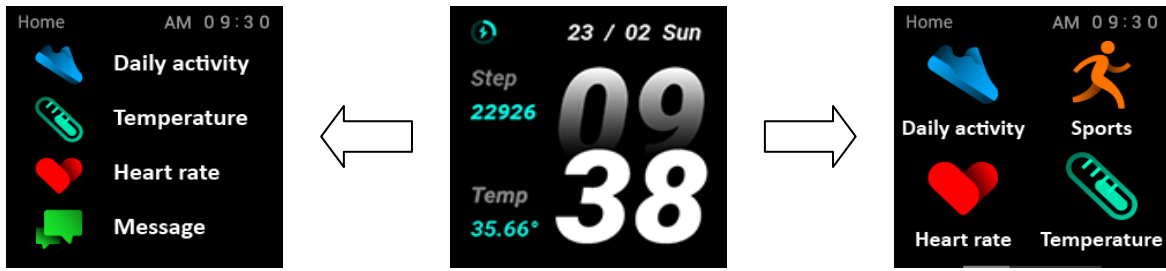 Home AM 09:30
Daily activity
Temperature
Heart rate
Message
23 / 02 Sun
Step
22926
09
38
Temp
35.66°
Home AM 09:30
Daily activity Sports
Heart rate Temperature